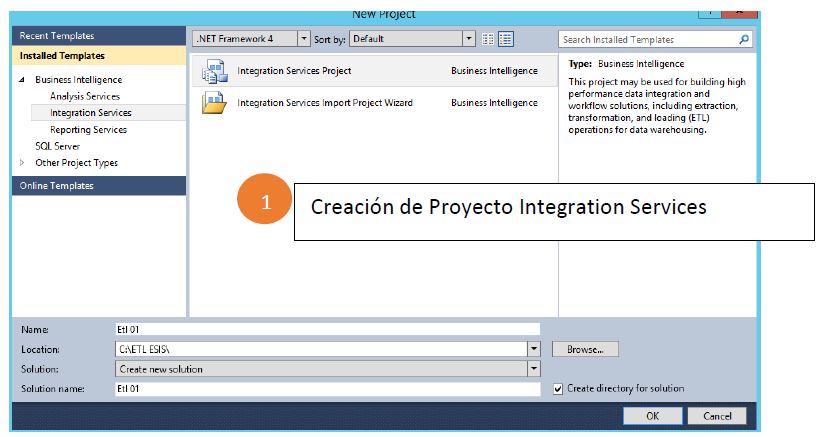 New Project
Recent Templates
.NET Framework 4
Sort by: Default
Search Installed Templates
Installed Templates
Business Intelligence
Analysis Services
Integration Services
Reporting Services
SQL Server
Other Project Types
Online Templates
Integration Services Project Business Intelligence
Integration Services Import Project Wizard Business Intelligence
Type: Business Intelligence
This project may be used for building high
performance data integration and
workflow solutions, including extraction,
transformation, and loading (ETL)
operations for data warehousing.
1
Creación de Proyecto Integration Services
Name: Etl 01
Location: C:\ETL ESIS\ Browse...
Solution: Create new solution
Solution name: Etl 01 Create directory for solution
OK Cancel